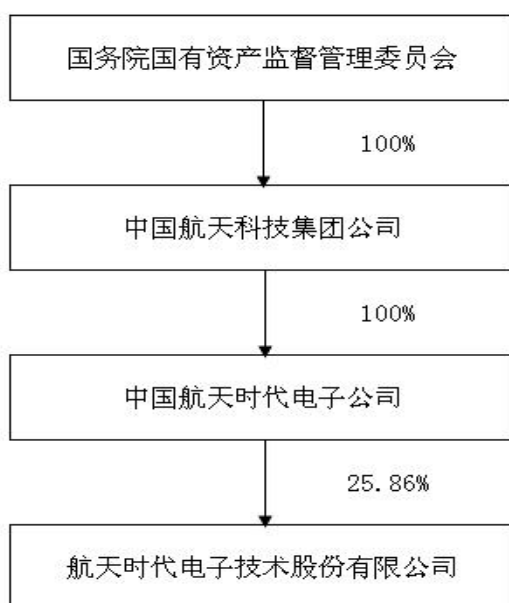 国务院国有资产监督管理委员会
100%
中国航天科技集团公司
100%
中国航天时代电子公司
25.86%
航天时代电子技术股份有限公司